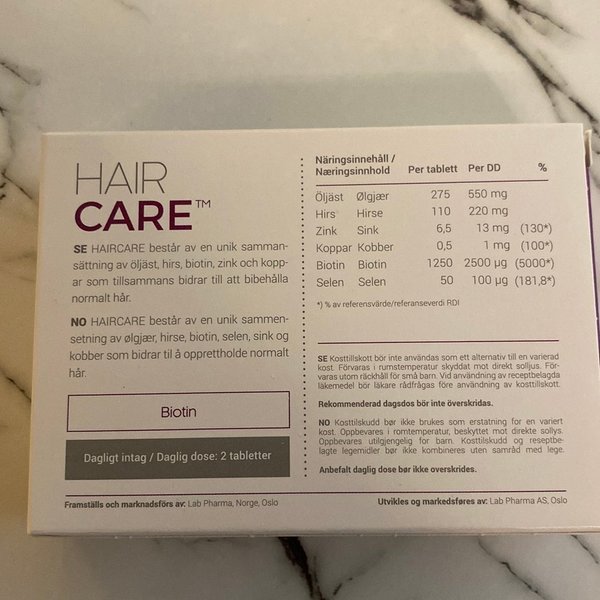 HAIR
CARE™
SE HAIRCARE består av en unik samman-
sättning av öljäst, hirs, biotin, zink och kopp-
ar som tillsammans bidrar till att bibehålla
normalt hår.
NO HAIRCARE består av en unik sammen-
setning av ølgjær, hirse, biotin, selen, sink og
kobber som bidrar til å opprettholde normalt
hår.
Biotin
Dagligt intag / Daglig dose: 2 tabletter
Näringsinnehåll /
Næringsinnhold Per tablett Per DD %
Öljäst Ølgjær 275 550 mg
Hirs Hirse 110 220 mg
Zink Sink 6,5 13 mg (130*)
Koppar Kobber 0,5 1 mg (100*)
Biotin Biotin 1250 2500 µg (5000*)
Selen Selen 50 100 µg (181,8*)
*) % av referensvärde/referanseverdi RDI
SE Kosttillskott bör inte användas som ett alternativ till en varierad
kost. Förvaras i rumstemperatur skyddat mot direkt solljus. För-
varas utom räckhåll för små barn. Vid användning av receptbelagda
läkemedel bör läkare rådfrågas före användning av kosttillskott.
Rekommenderad dagsdos bör inte överskridas.
NO Kosttilskudd bør ikke brukes som erstatning for en variert
kost. Oppbevares i romtemperatur, beskyttet mot direkte sollys.
Oppbevares utilgjengelig for barn. Kosttilskudd og reseptbe-
lagte legemidler bør ikke kombineres uten samråd med lege.
Anbefalt daglig dose bør ikke overskrides.
Framställs och marknadsförs av: Lab Pharma, Norge, Oslo
Utvikles og markedsføres av: Lab Pharma AS, Oslo